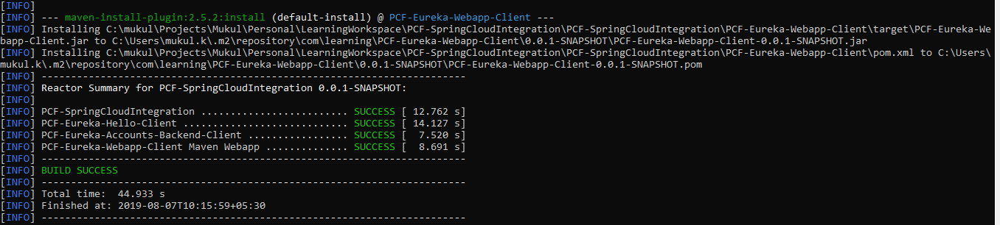 [INFO]
[INFO] --- maven-install-plugin:2.5.2:install (default-install) @ PCF-Eureka-Webapp-Client ---
[INFO] Installing C:\mukul\Projects\Mukul\Personal\LearningWorkspace\PCF-SpringCloudIntegration\PCF-SpringCloudIntegration\PCF-Eureka-Webapp-Client\target\PCF-Eureka-We
bapp-Client.jar to C:\Users\mukul.k\.m2\repository\com\learning\PCF-Eureka-Webapp-Client\0.0.1-SNAPSHOT\PCF-Eureka-Webapp-Client-0.0.1-SNAPSHOT.jar
[INFO] Installing C:\mukul\Projects\Mukul\Personal\LearningWorkspace\PCF-SpringCloudIntegration\PCF-SpringCloudIntegration\PCF-Eureka-Webapp-Client\pom.xml to C:\Users\
mukul.k\.m2\repository\com\learning\PCF-Eureka-Webapp-Client\0.0.1-SNAPSHOT\PCF-Eureka-Webapp-Client-0.0.1-SNAPSHOT.pom
[INFO] ------------------------------------------------------------------------
[INFO] Reactor Summary for PCF-SpringCloudIntegration 0.0.1-SNAPSHOT:
[INFO]
[INFO] PCF-SpringCloudIntegration ......................... SUCCESS [ 12.762 s]
[INFO] PCF-Eureka-Hello-Client ............................ SUCCESS [ 14.127 s]
[INFO] PCF-Eureka-Accounts-Backend-Client ................. SUCCESS [  7.520 s]
[INFO] PCF-Eureka-Webapp-Client Maven Webapp .............. SUCCESS [  8.691 s]
[INFO] ------------------------------------------------------------------------
[INFO] BUILD SUCCESS
[INFO] ------------------------------------------------------------------------
[INFO] Total time:  44.933 s
[INFO] Finished at: 2019-08-07T10:15:59+05:30
[INFO] ------------------------------------------------------------------------